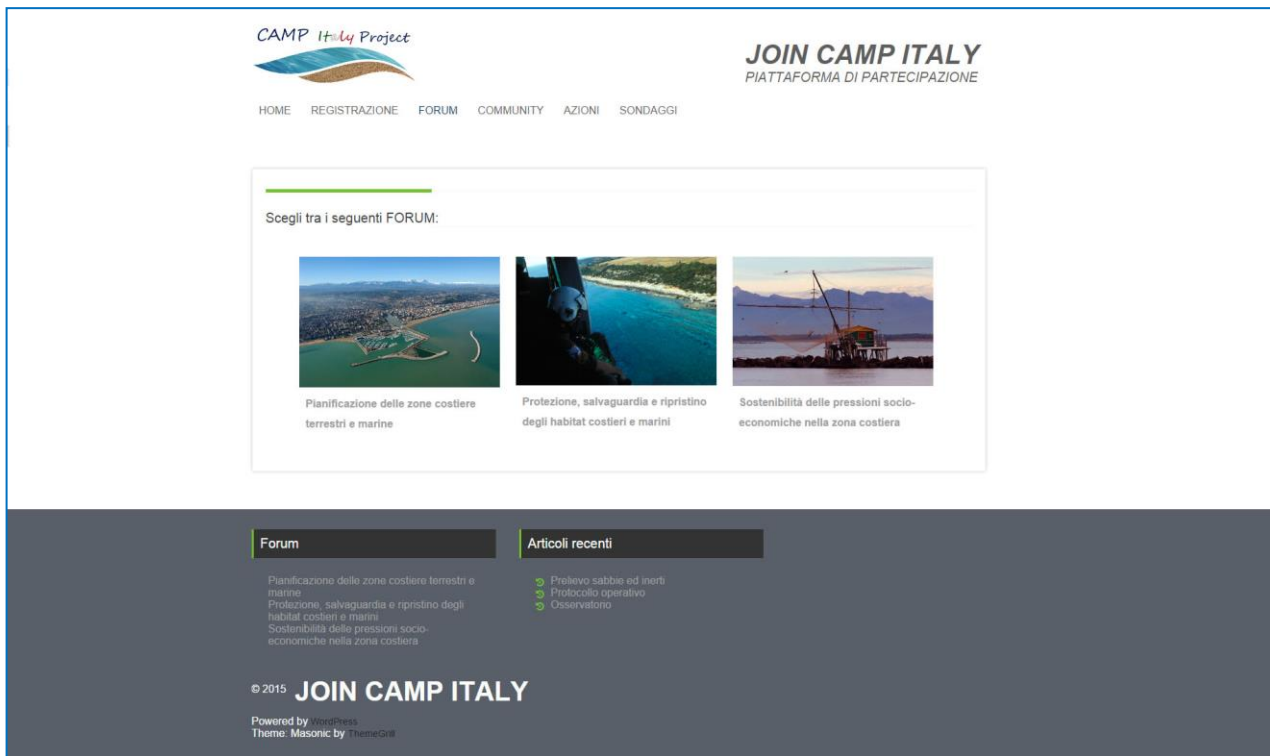 CAMP Italy Project
JOIN CAMP ITALY
PIATTAFORMA DI PARTECIPAZIONE
HOME REGISTRAZIONE FORUM COMMUNITY AZIONI SONDAGGI
Scegli tra i seguenti FORUM:
Pianificazione delle zone costiere
terrestri e marine
Protezione, salvaguardia e ripristino
degli habitat costieri e marini
Sostenibilità delle pressioni socio-
economiche nella zona costiera
Forum
Pianificazione delle zone costiere terrestri e
marine
Protezione, salvaguardia e ripristino degli
habitat costieri e marini
Sostenibilità delle pressioni socio-
economiche nella zona costiera
Articoli recenti
Prelievo sabbie ed inerti
Protocollo operativo
Osservatorio
© 2015 JOIN CAMP ITALY
Powered by WordPress
Theme: Masonic by ThemeGrill